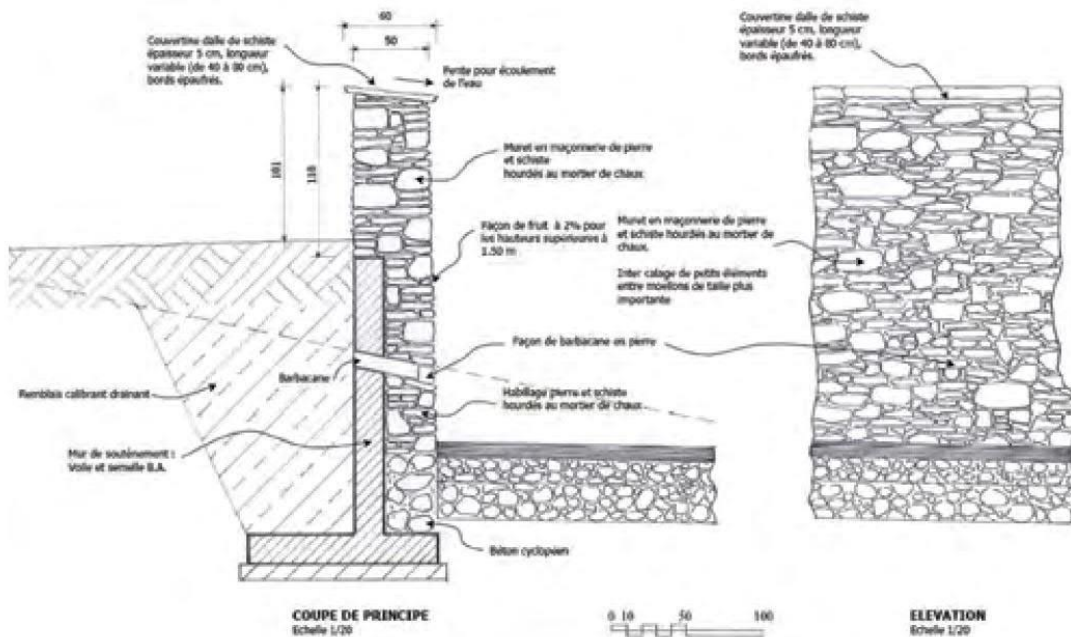 60
50
Couvertine dalle de schiste
épaisseur 5 cm, longueur
variable (de 40 à 80 cm),
bords épaufrés.
Pente pour écoulement
de l'eau
101
110
Muret en maçonnerie de pierre
et schiste
hourdés au mortier de chaux
Façon de fruit à 2% pour
les hauteurs supérieures à
1.50 m
Façon de barbacane en pierre
Barbacane
Remblais calibrant drainant
Habillage pierre et schiste
hourdés au mortier de chaux
Mur de soutènement :
Voile et semelle B.A.
Béton cyclopéen
COUPE DE PRINCIPE
Echelle 1/20
0 10 50 100
Couvertine dalle de schiste
épaisseur 5 cm, longueur
variable (de 40 à 80 cm),
bords épaufrés.
Muret en maçonnerie de pierre
et schiste hourdés au mortier de
chaux.
Inter calage de petits éléments
entre moellons de taille plus
importante
ELEVATION
Echelle 1/20